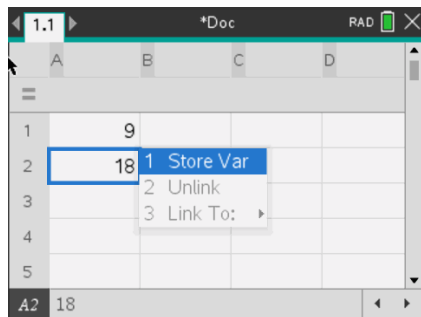 1.1 *Doc RAD
A B C D
=
1 9
2 18
3
4
5
1 Store Var
2 Unlink
3 Link To:
A2 18